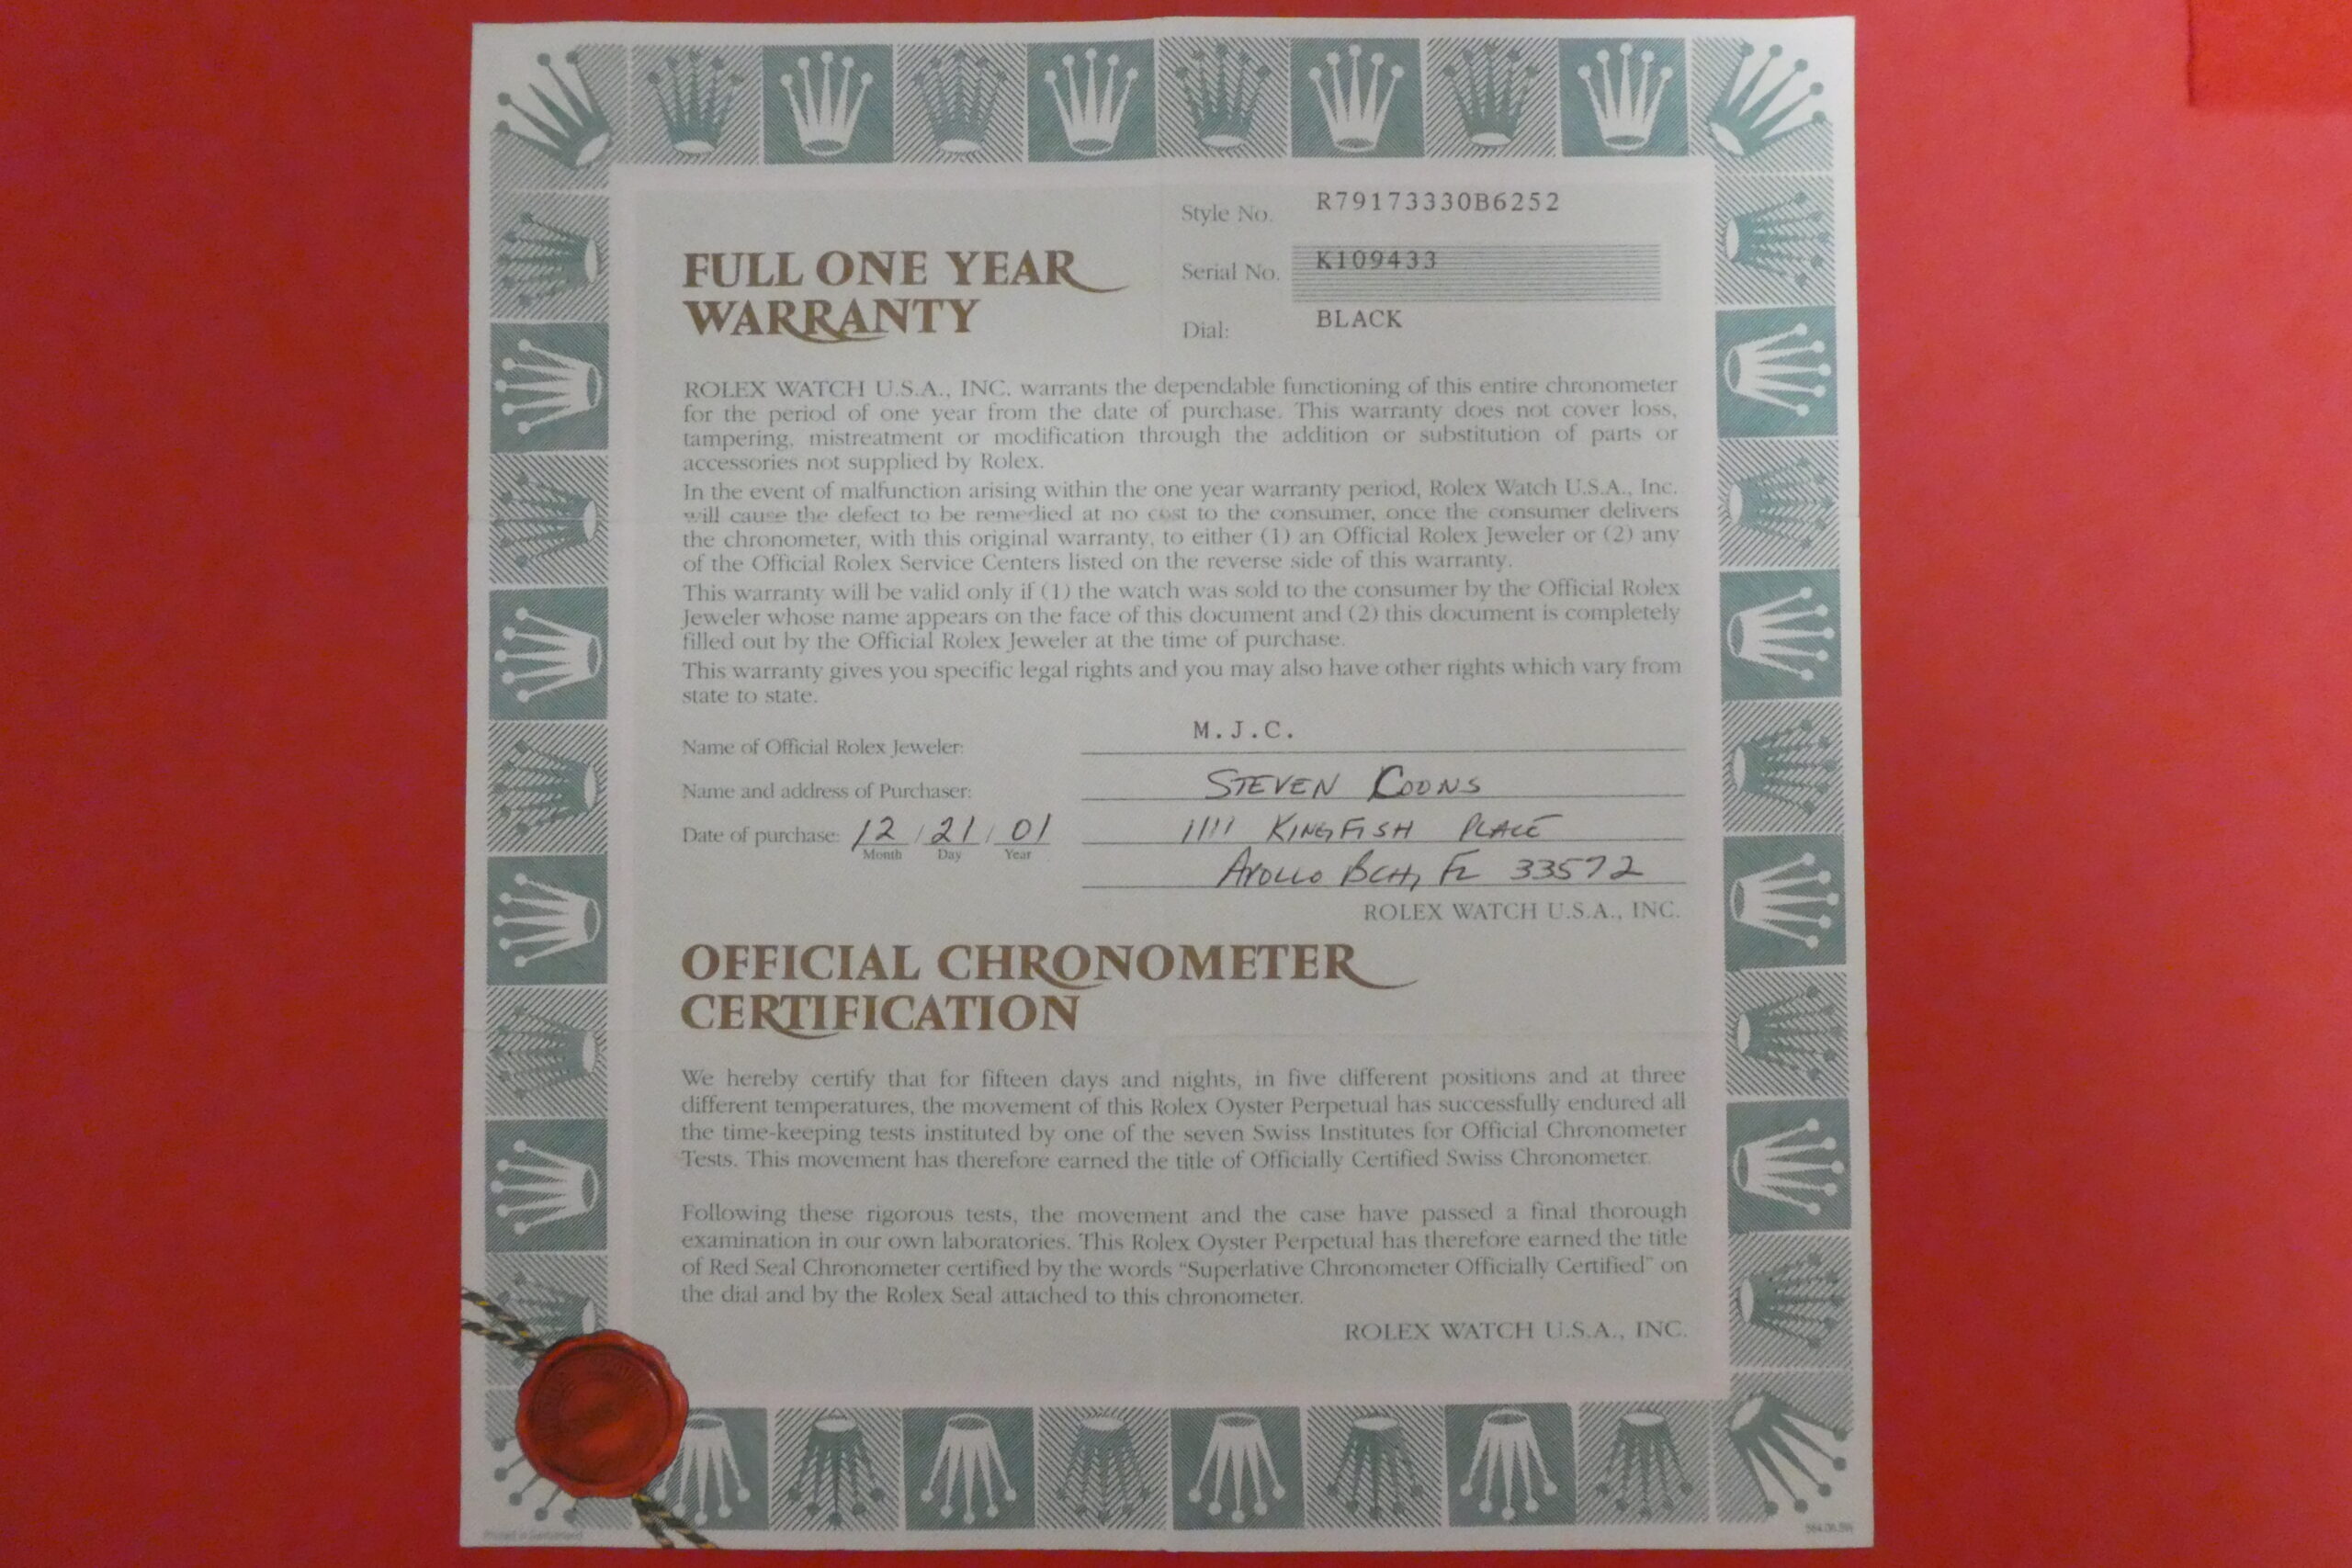 Style No. R79173330B6252
FULL ONE YEAR
WARRANTY
Serial No. K109433
Dial: BLACK
ROLEX WATCH U.S.A., INC. warrants the dependable functioning of this entire chronometer
for the period of one year from the date of purchase. This warranty does not cover loss,
tampering, mistreatment or modification through the addition or substitution of parts or
accessories not supplied by Rolex.
In the event of malfunction arising within the one year warranty period, Rolex Watch U.S.A., Inc.
will cause the defect to be remedied at no cost to the consumer, once the consumer delivers
the chronometer, with this original warranty, to either (1) an Official Rolex Jeweler or (2) any
of the Official Rolex Service Centers listed on the reverse side of this warranty.
This warranty will be valid only if (1) the watch was sold to the consumer by the Official Rolex
Jeweler whose name appears on the face of this document and (2) this document is completely
filled out by the Official Rolex Jeweler at the time of purchase.
This warranty gives you specific legal rights and you may also have other rights which vary from
state to state.
Name of Official Rolex Jeweler: M.J.C.
Name and address of Purchaser: STEVEN COONS
Date of purchase: 12 / 21 / 01 1111 KINGFISH PLACE
Month Day Year
APOLLO BCH, FL 33572
ROLEX WATCH U.S.A., INC.
OFFICIAL CHRONOMETER
CERTIFICATION
We hereby certify that for fifteen days and nights, in five different positions and at three
different temperatures, the movement of this Rolex Oyster Perpetual has successfully endured all
the time-keeping tests instituted by one of the seven Swiss Institutes for Official Chronometer
Tests. This movement has therefore earned the title of Officially Certified Swiss Chronometer.
Following these rigorous tests, the movement and the case have passed a final thorough
examination in our own laboratories. This Rolex Oyster Perpetual has therefore earned the title
of Red Seal Chronometer certified by the words “Superlative Chronometer Officially Certified” on
the dial and by the Rolex Seal attached to this chronometer.
ROLEX WATCH U.S.A., INC.
Printed in Switzerland